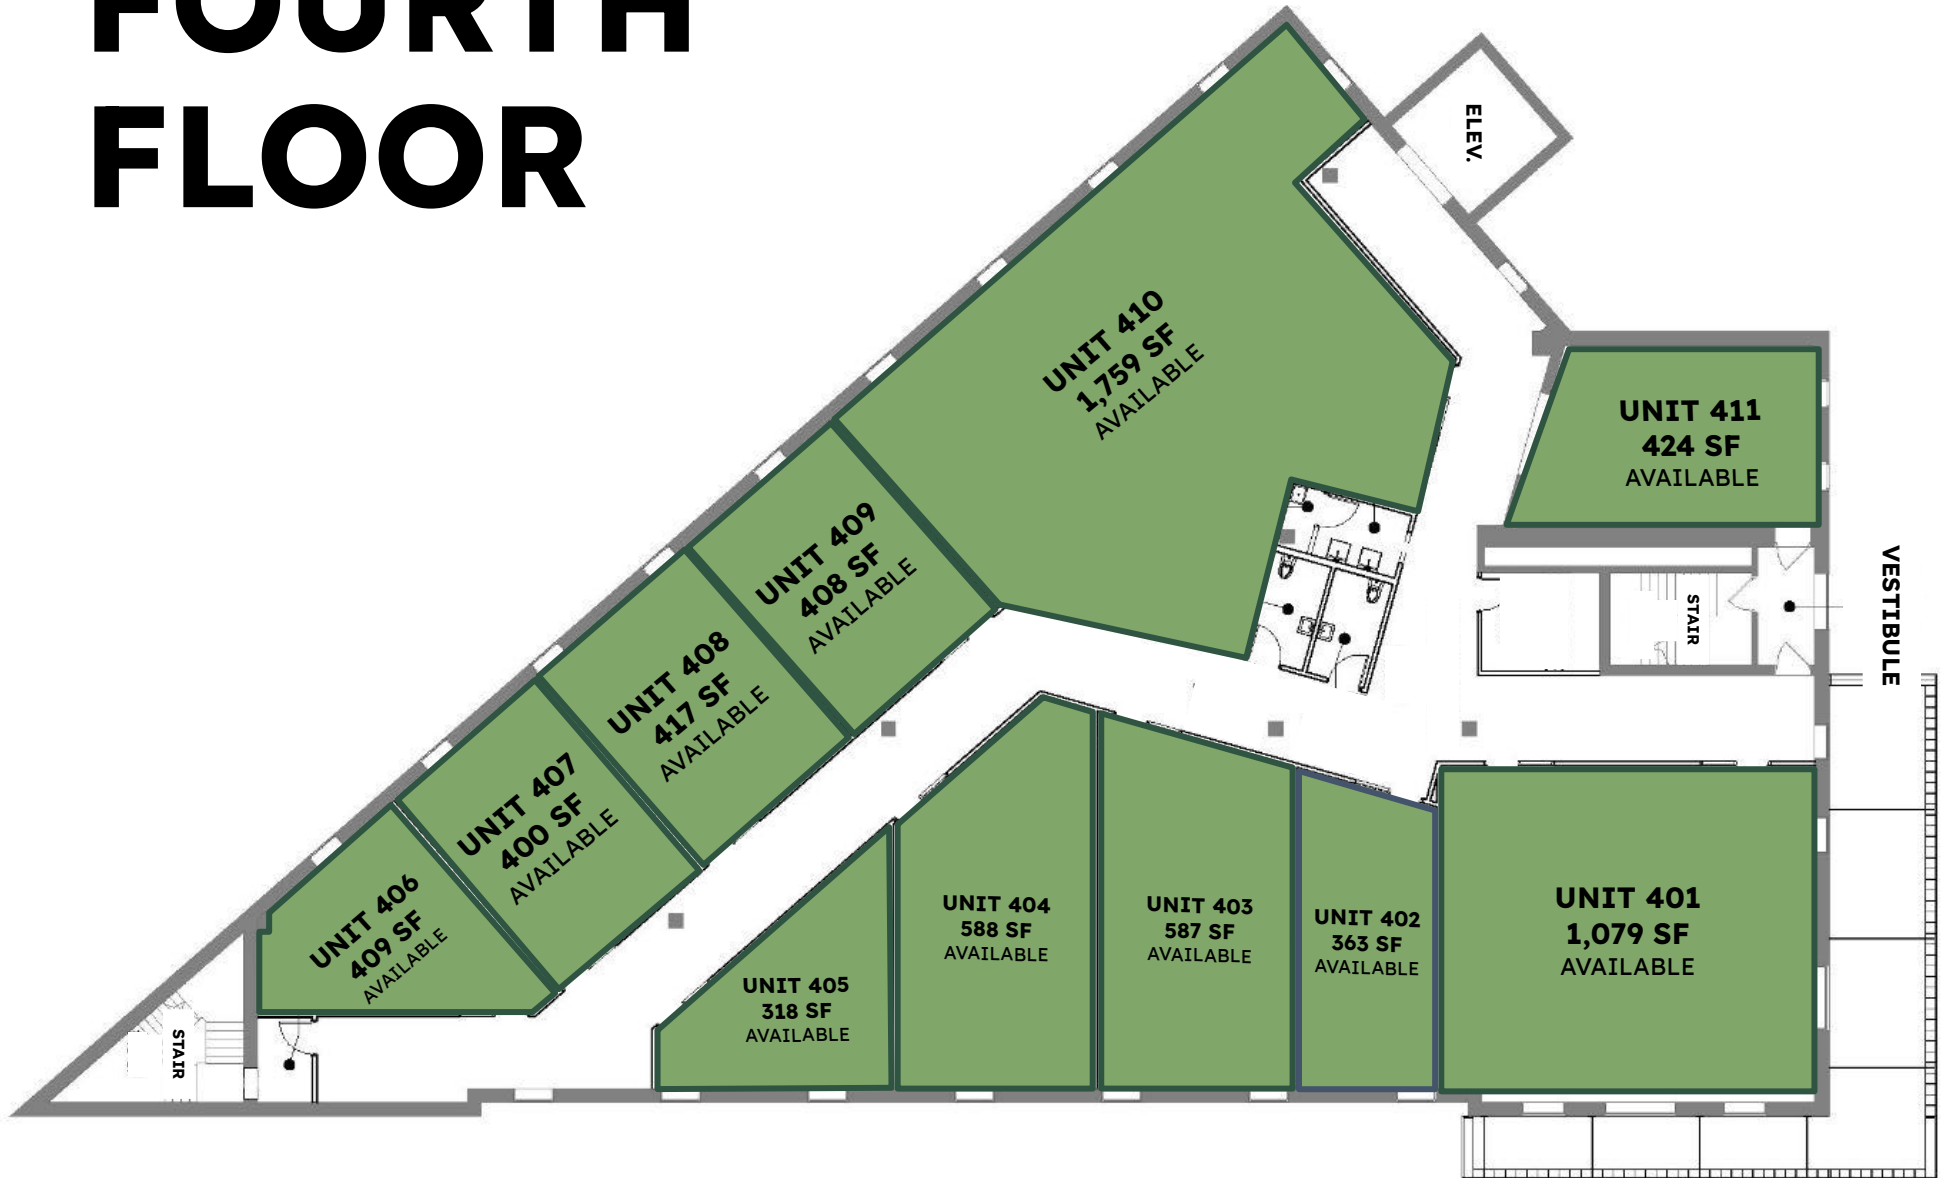 FOURTH
FLOOR
ELEV.
UNIT 410
1,759 SF
AVAILABLE
UNIT 411
424 SF
AVAILABLE
UNIT 409
408 SF
AVAILABLE
VESTIBULE
STAIR
UNIT 408
417 SF
AVAILABLE
UNIT 407
400 SF
AVAILABLE
UNIT 406
409 SF
AVAILABLE
UNIT 405
318 SF
AVAILABLE
UNIT 404
588 SF
AVAILABLE
UNIT 403
587 SF
AVAILABLE
UNIT 402
363 SF
AVAILABLE
UNIT 401
1,079 SF
AVAILABLE
STAIR